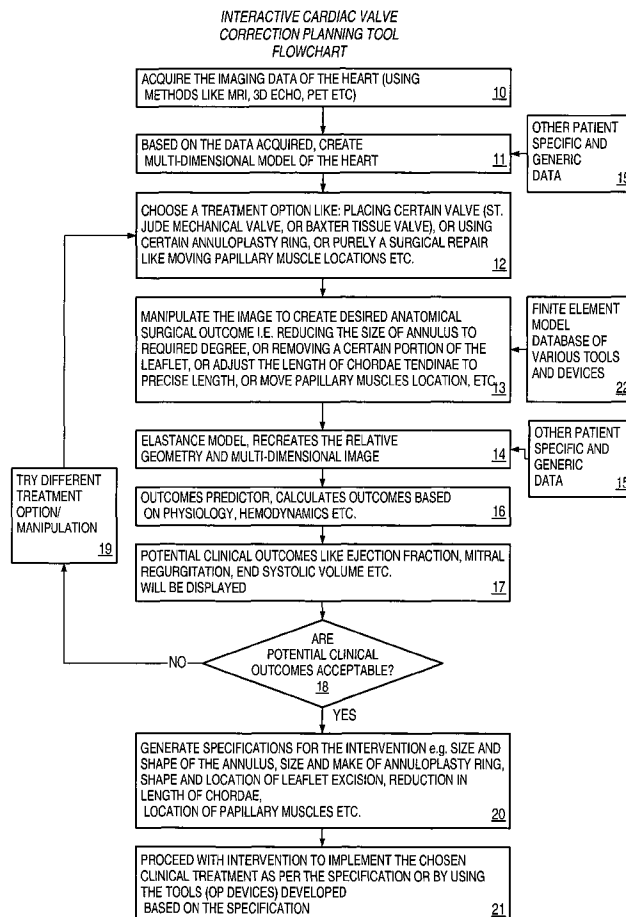 INTERACTIVE CARDIAC VALVE
CORRECTION PLANNING TOOL
FLOWCHART
ACQUIRE THE IMAGING DATA OF THE HEART (USING
METHODS LIKE MRI, 3D ECHO, PET ETC)
10
BASED ON THE DATA ACQUIRED, CREATE
MULTI-DIMENSIONAL MODEL OF THE HEART
11
OTHER PATIENT
SPECIFIC AND
GENERIC
DATA
15
CHOOSE A TREATMENT OPTION LIKE: PLACING CERTAIN VALVE (ST.
JUDE MECHANICAL VALVE, OR BAXTER TISSUE VALVE), OR USING
CERTAIN ANNULOPLASTY RING, OR PURELY A SURGICAL REPAIR
LIKE MOVING PAPILLARY MUSCLE LOCATIONS ETC.
12
MANIPULATE THE IMAGE TO CREATE DESIRED ANATOMICAL
SURGICAL OUTCOME I.E. REDUCING THE SIZE OF ANNULUS TO
REQUIRED DEGREE, OR REMOVING A CERTAIN PORTION OF THE
LEAFLET, OR ADJUST THE LENGTH OF CHORDAE TENDINAE TO
PRECISE LENGTH, OR MOVE PAPILLARY MUSCLES LOCATION, ETC
13
FINITE ELEMENT
MODEL
DATABASE OF
VARIOUS TOOLS
AND DEVICES
22
ELASTANCE MODEL, RECREATES THE RELATIVE
GEOMETRY AND MULTI-DIMENSIONAL IMAGE
14
OTHER PATIENT
SPECIFIC AND
GENERIC
DATA
15
TRY DIFFERENT
TREATMENT
OPTION/
MANIPULATION
19
OUTCOMES PREDICTOR, CALCULATES OUTCOMES BASED
ON PHYSIOLOGY, HEMODYNAMICS ETC.
16
POTENTIAL CLINICAL OUTCOMES LIKE EJECTION FRACTION, MITRAL
REGURGITATION, END SYSTOLIC VOLUME ETC.
WILL BE DISPLAYED
17
ARE
POTENTIAL CLINICAL
OUTCOMES ACCEPTABLE?
18
NO
YES
GENERATE SPECIFICATIONS FOR THE INTERVENTION e.g. SIZE AND
SHAPE OF THE ANNULUS, SIZE AND MAKE OF ANNULOPLASTY RING,
SHAPE AND LOCATION OF LEAFLET EXCISION, REDUCTION IN
LENGTH OF CHORDAE,
LOCATION OF PAPILLARY MUSCLES ETC.
20
PROCEED WITH INTERVENTION TO IMPLEMENT THE CHOSEN
CLINICAL TREATMENT AS PER THE SPECIFICATION OR BY USING
THE TOOLS (OP DEVICES) DEVELOPED
BASED ON THE SPECIFICATION
21